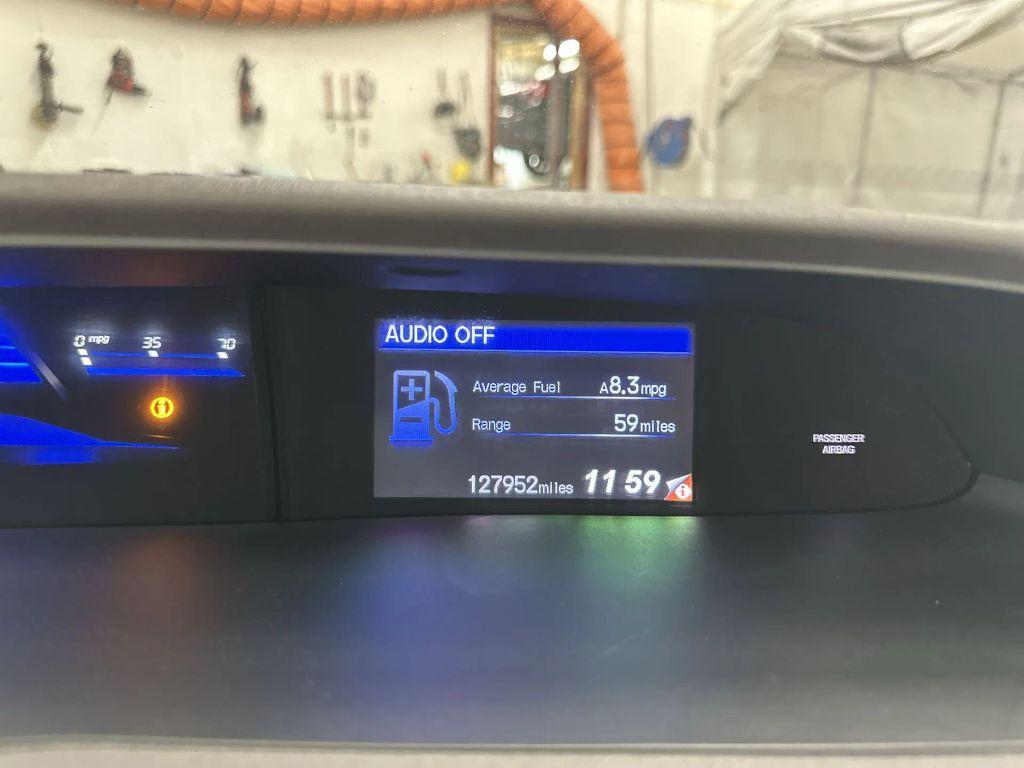 0 mpg 35 70
AUDIO OFF
Average Fuel A8.3mpg
Range 59miles
127952miles 11 59
PASSENGER
AIRBAG